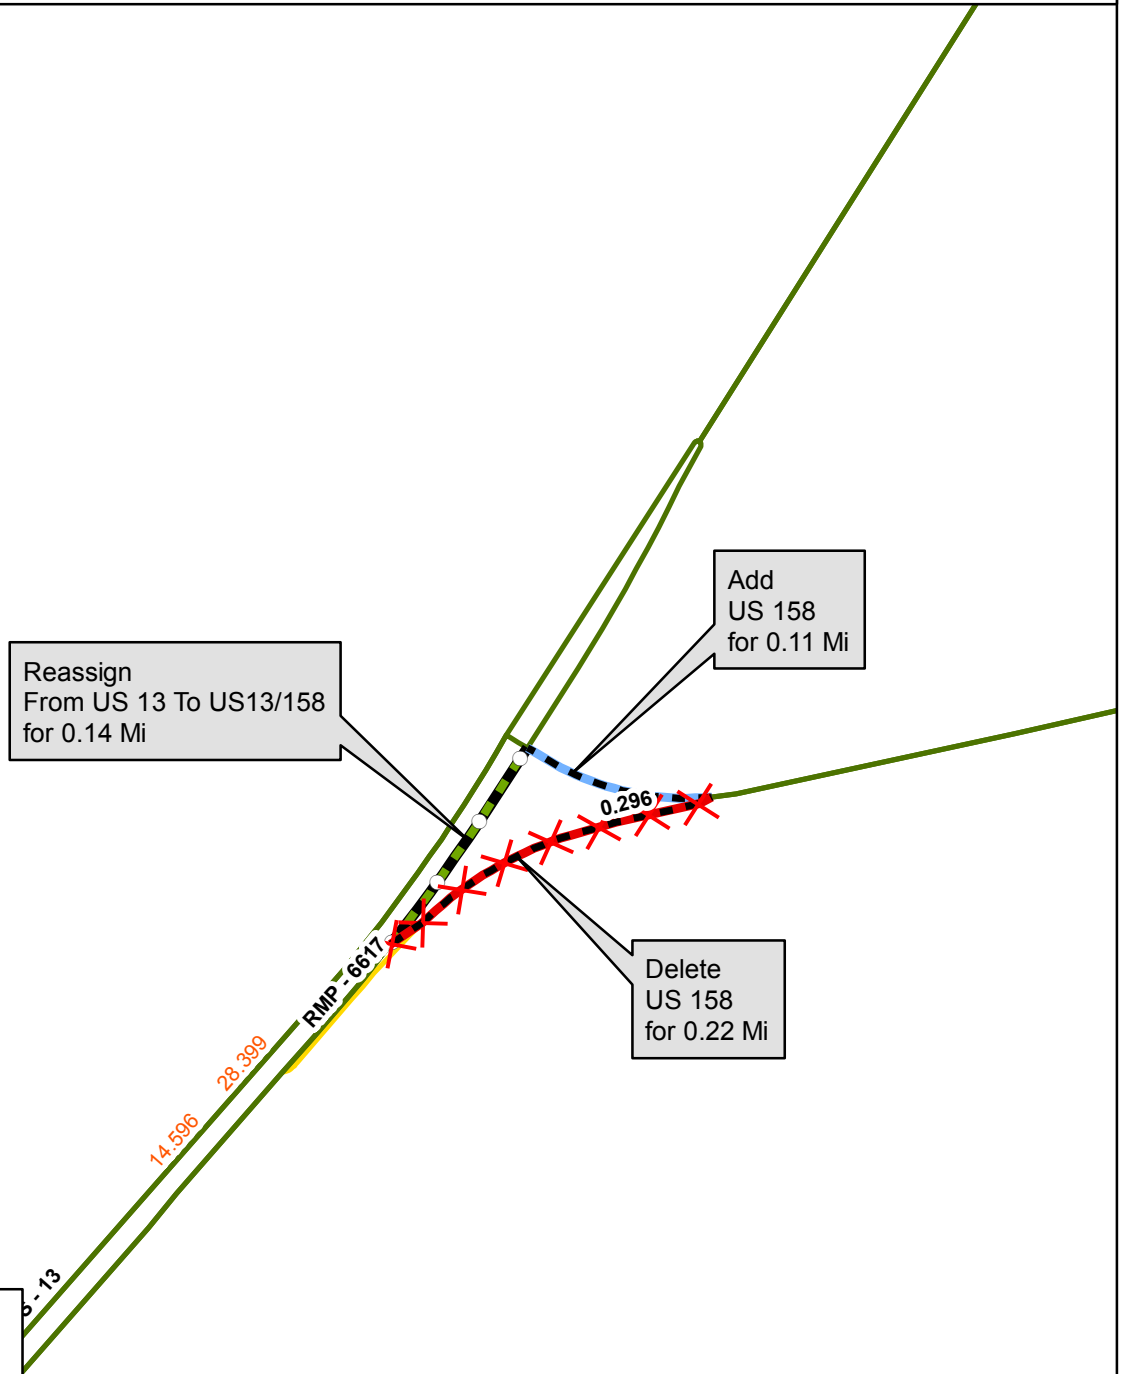 Add
US 158
for 0.11 Mi
Reassign
From US 13 To US13/158
for 0.14 Mi
0.296
RMP - 6617
Delete
US 158
for 0.22 Mi
28.399
14.596
S - 13